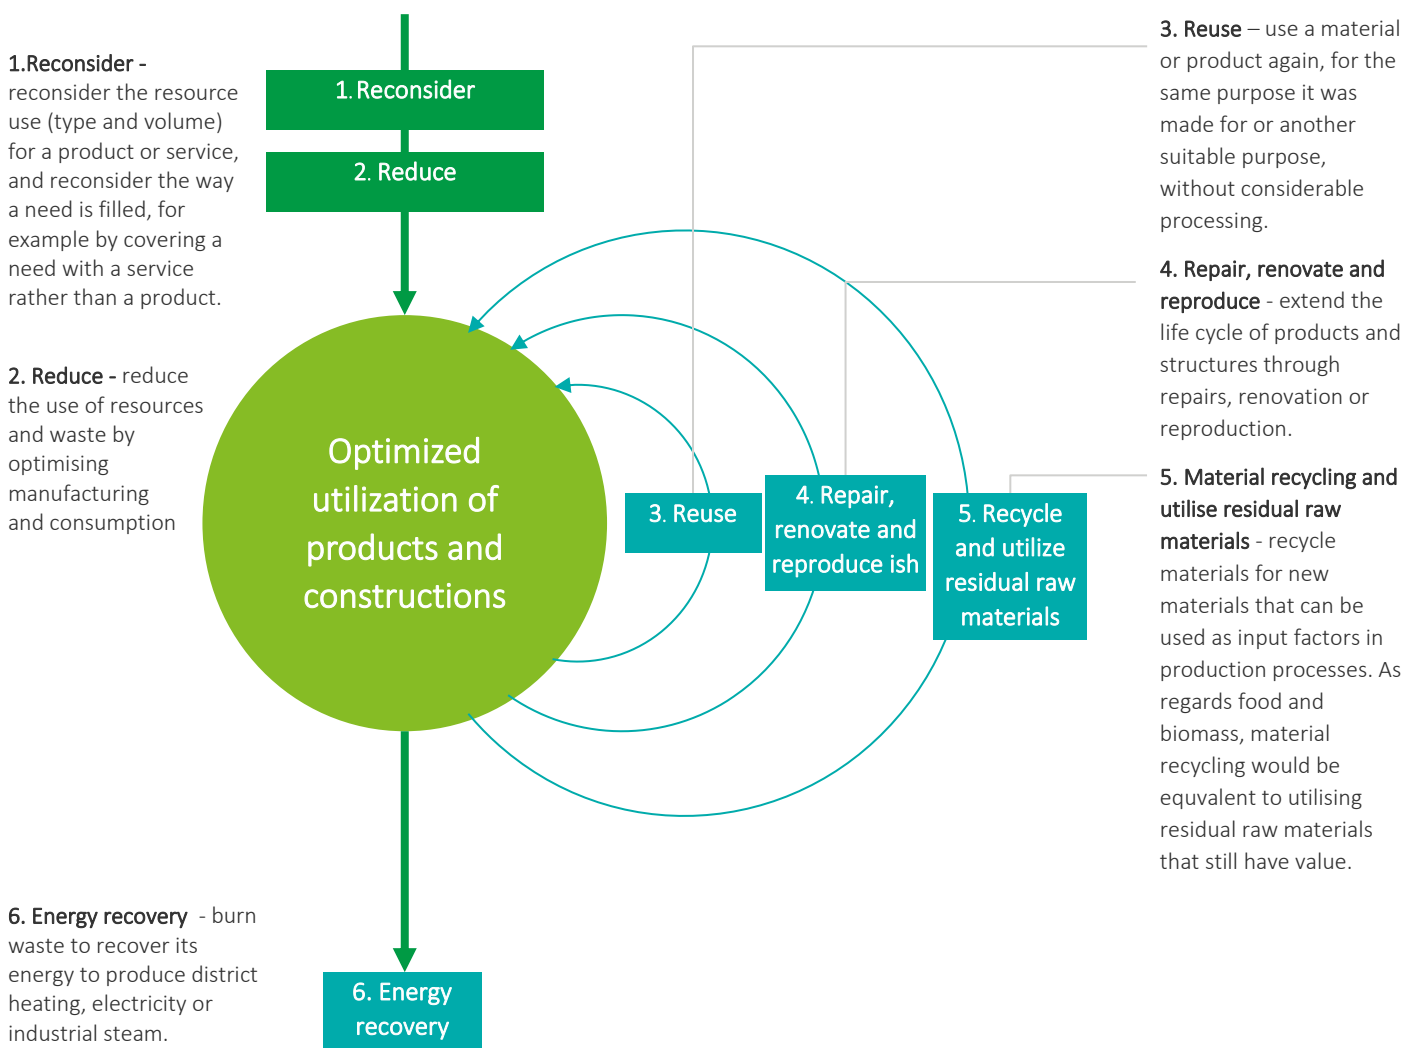 1.Reconsider -
reconsider the resource
use (type and volume)
for a product or service,
and reconsider the way
a need is filled, for
example by covering a
need with a service
rather than a product.
2. Reduce - reduce
the use of resources
and waste by
optimising
manufacturing
and consumption
6. Energy recovery - burn
waste to recover its
energy to produce district
heating, electricity or
industrial steam.
1. Reconsider
2. Reduce
Optimized
utilization of
products and
constructions
3. Reuse
4. Repair,
renovate and
reproduce ish
5. Recycle
and utilize
residual raw
materials
6. Energy
recovery
3. Reuse – use a material
or product again, for the
same purpose it was
made for or another
suitable purpose,
without considerable
processing.
4. Repair, renovate and
reproduce - extend the
life cycle of products and
structures through
repairs, renovation or
reproduction.
5. Material recycling and
utilise residual raw
materials - recycle
materials for new
materials that can be
used as input factors in
production processes. As
regards food and
biomass, material
recycling would be
equvalent to utilising
residual raw materials
that still have value.